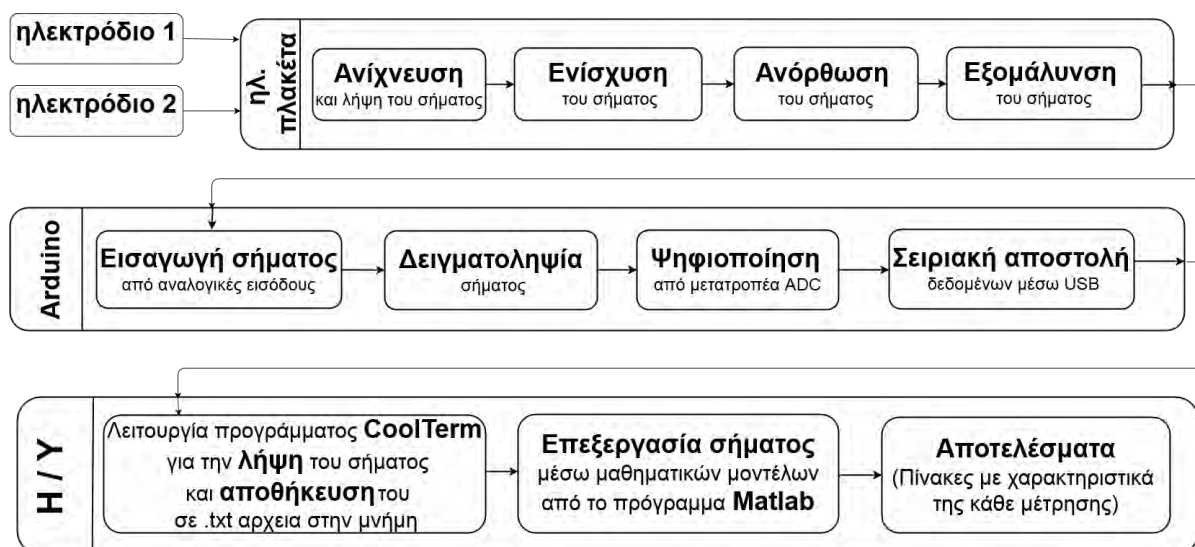 ηλεκτρόδιο 1
ηλεκτρόδιο 2
ηλ.
πλακέτα
Ανίχνευση
και λήψη του σήματος
Ενίσχυση
του σήματος
Ανόρθωση
του σήματος
Εξομάλυνση
του σήματος
Arduino
Εισαγωγή σήματος
από αναλογικές εισόδους
Δειγματοληψία
σήματος
Ψηφιοποίηση
από μετατροπέα ADC
Σειριακή αποστολή
δεδομένων μέσω USB
Η / Υ
Λειτουργία προγράμματος CoolTerm
για την λήψη του σήματος
και αποθήκευση του
σε .txt αρχεια στην μνήμη
Επεξεργασία σήματος
μέσω μαθηματικών μοντέλων
από το πρόγραμμα Matlab
Αποτελέσματα
(Πίνακες με χαρακτηριστικά
της κάθε μέτρησης)